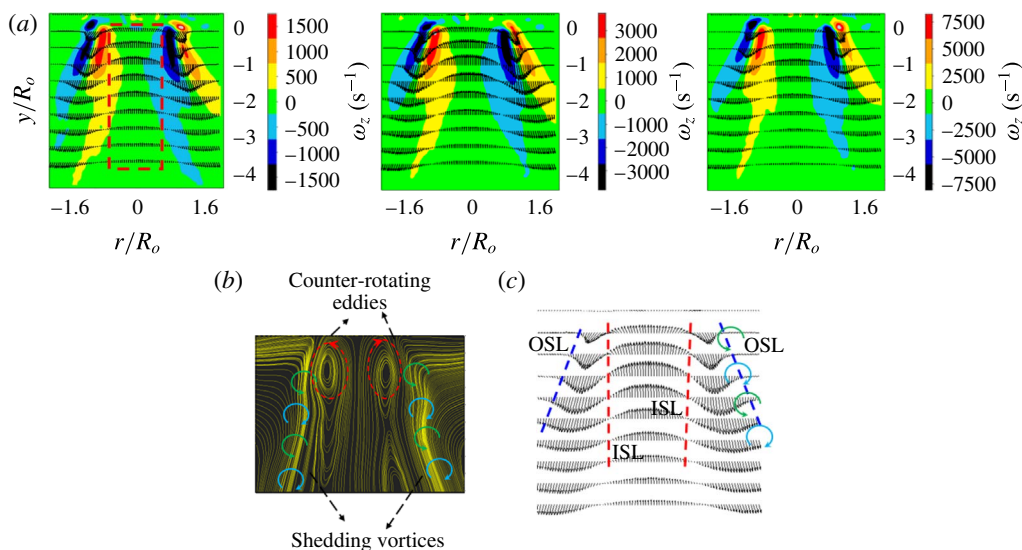 (a)
y/Rₒ
0
−1
−2
−3
−4
1500
1000
500
0
−500
−1000
−1500
ω_z (s⁻¹)
−1.6 0 1.6
r/Rₒ
0
−1
−2
−3
−4
3000
2000
1000
0
−1000
−2000
−3000
ω_z (s⁻¹)
−1.6 0 1.6
r/Rₒ
0
−1
−2
−3
−4
7500
5000
2500
0
−2500
−5000
−7500
ω_z (s⁻¹)
−1.6 0 1.6
r/Rₒ
(b)
Counter-rotating
eddies
Shedding vortices
(c)
OSL
OSL
ISL
ISL